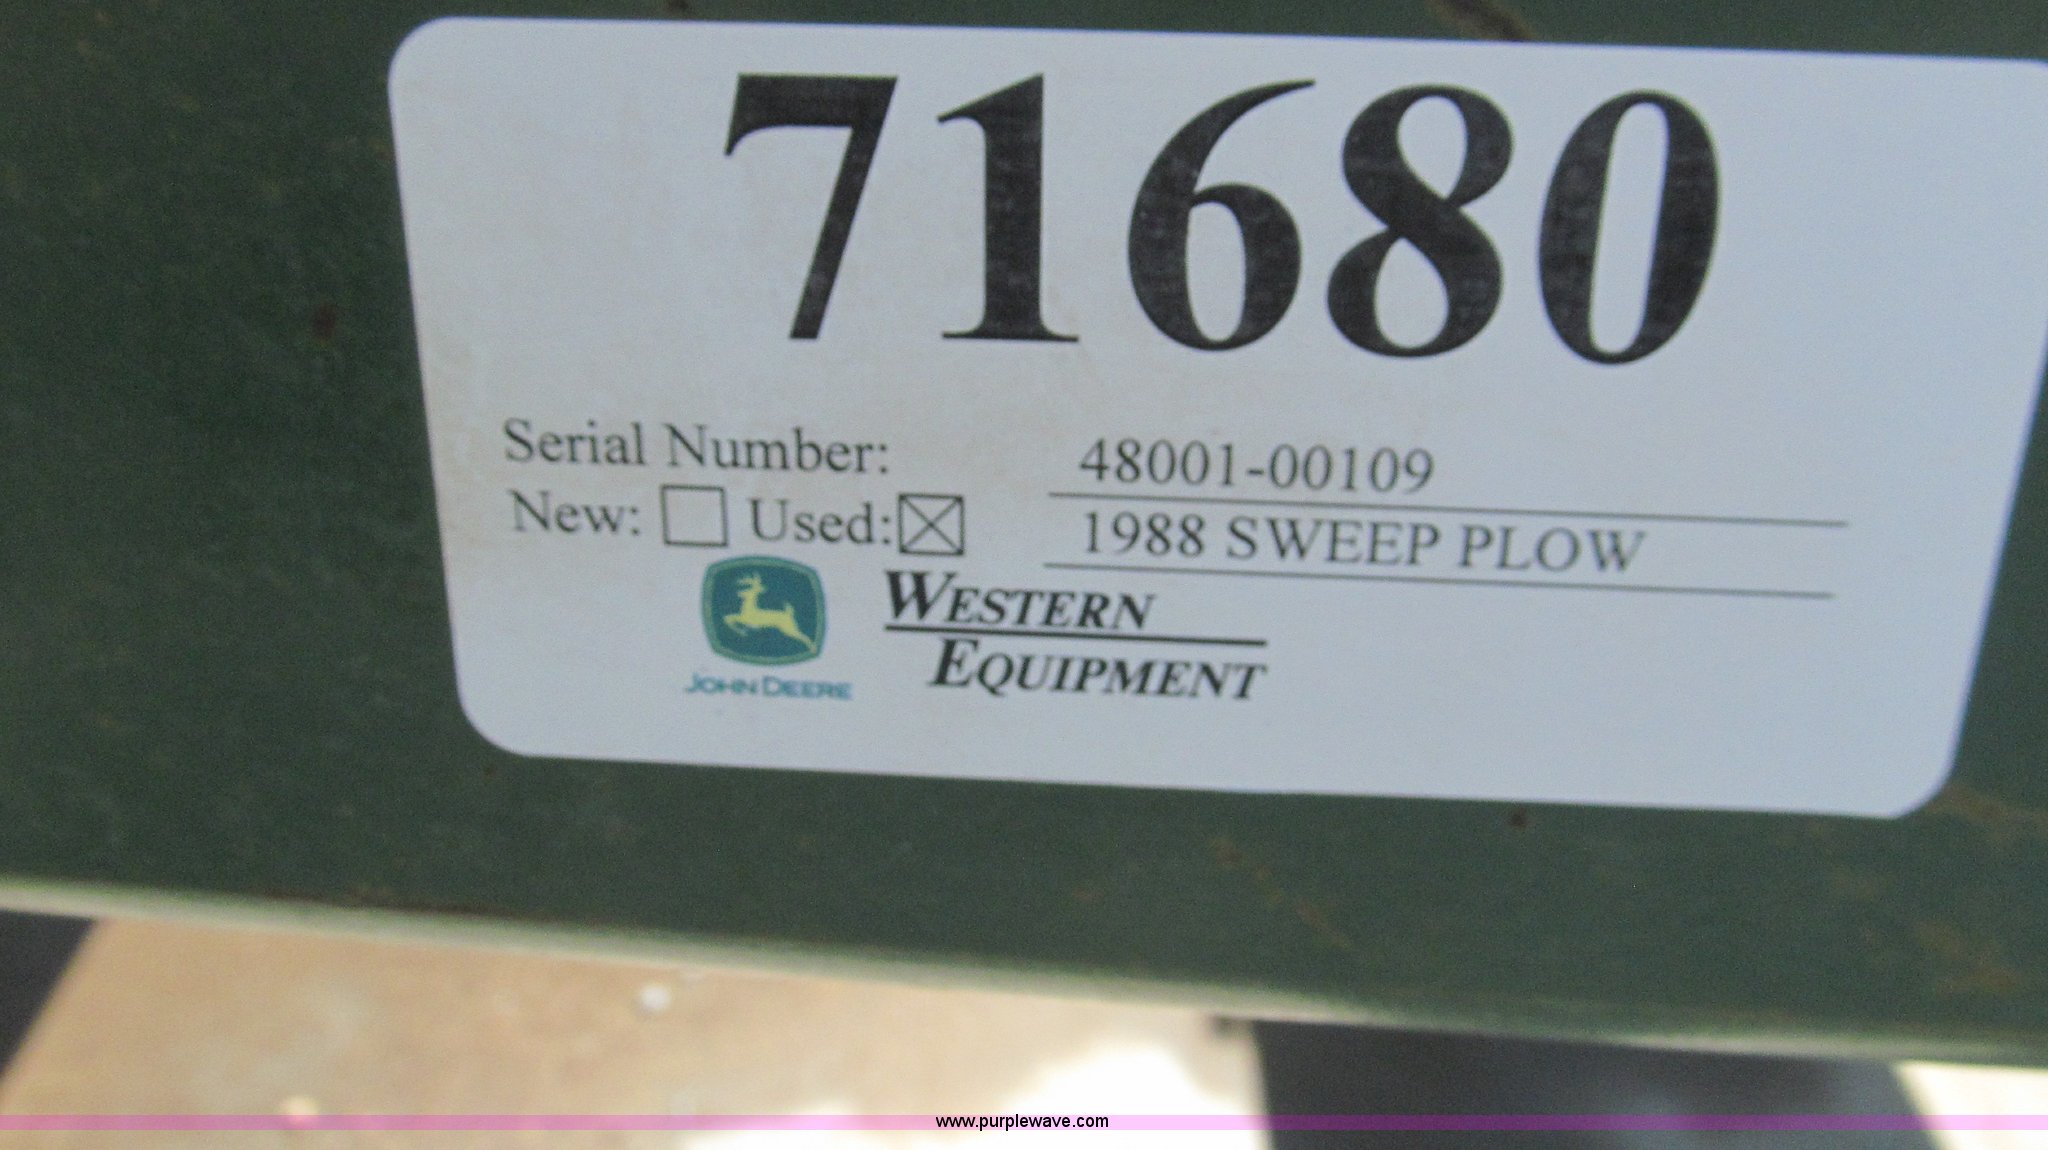 71680
Serial Number: 48001-00109
New: Used: 1988 SWEEP PLOW
JOHN DEERE
WESTERN
EQUIPMENT
www.purplewave.com